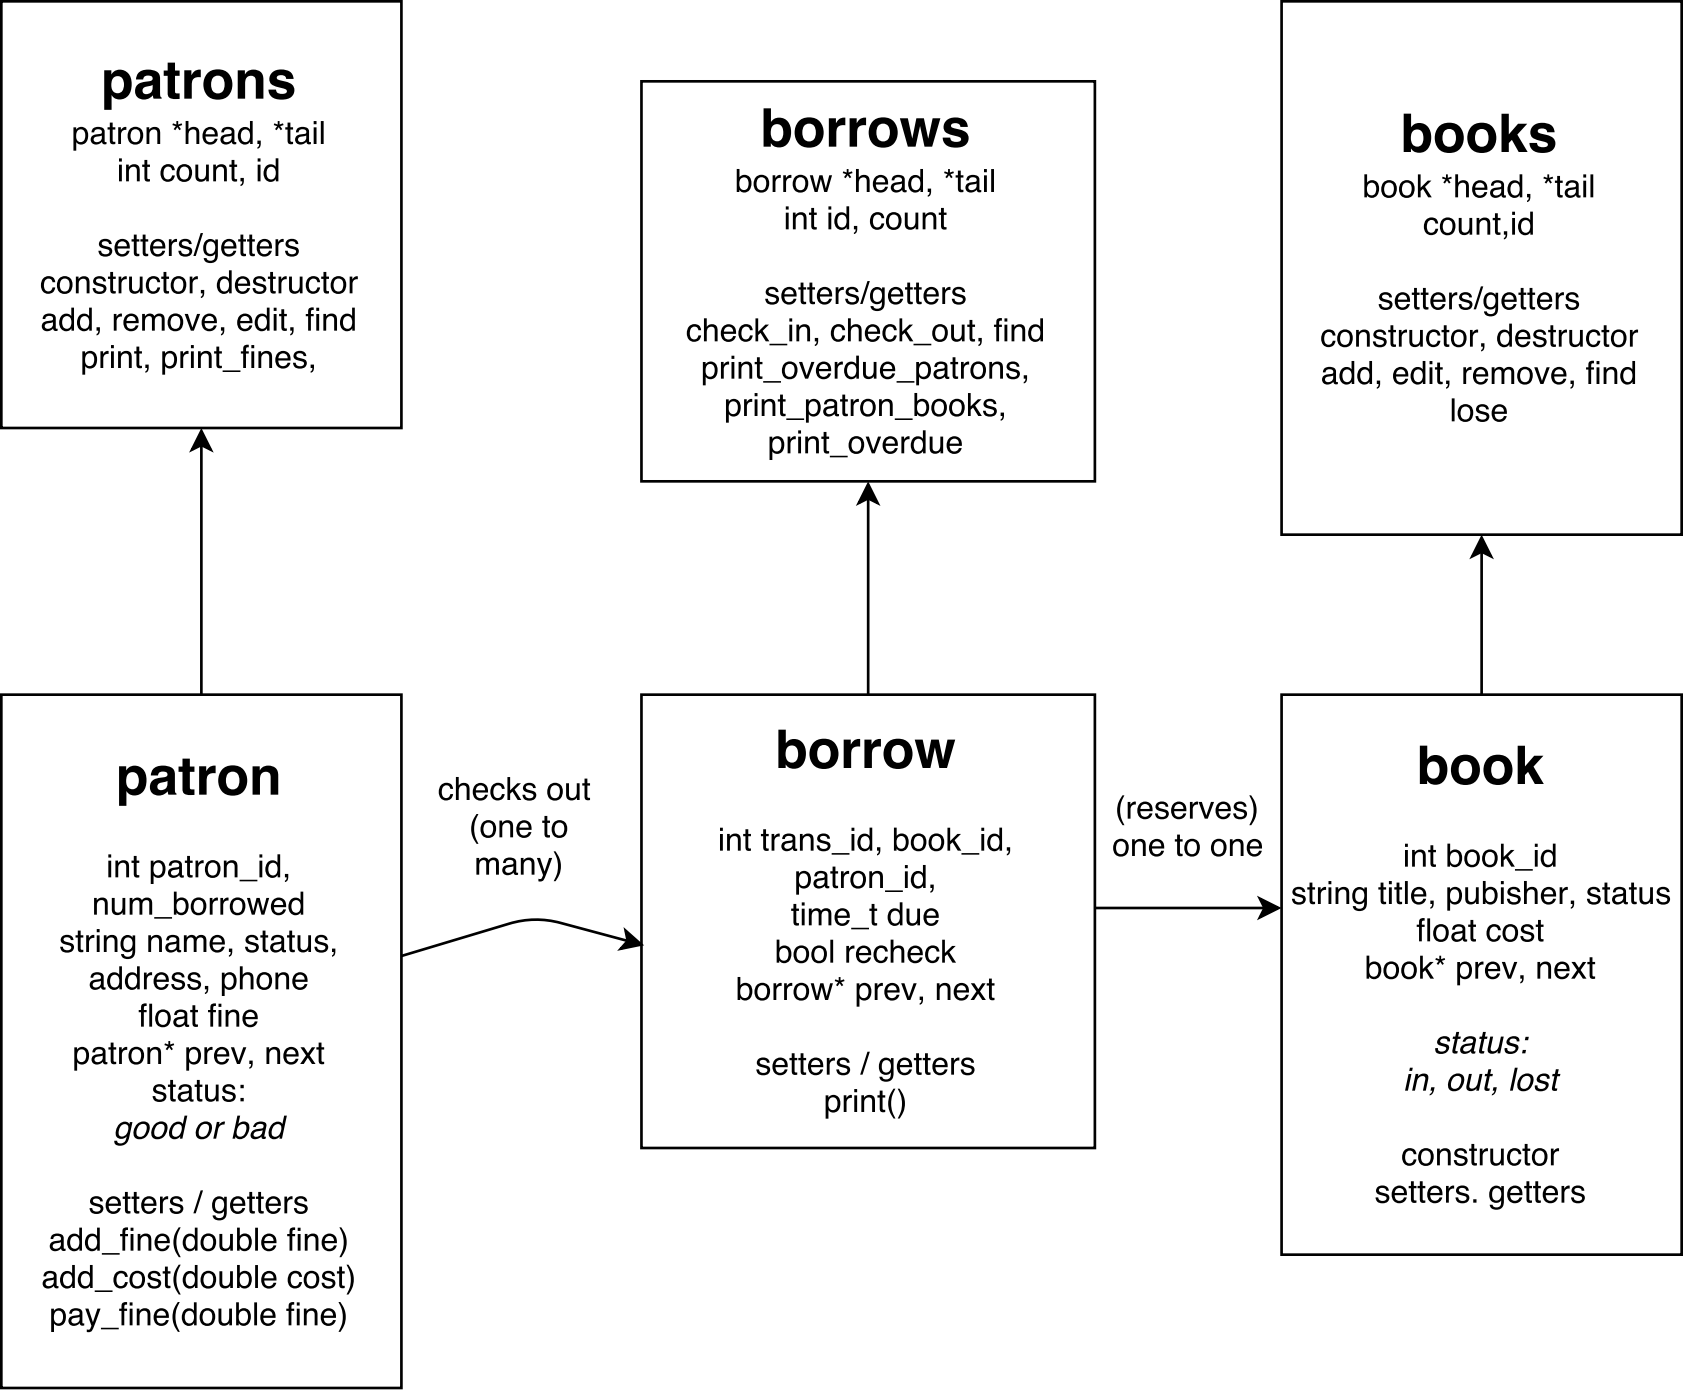 patrons
patron *head, *tail
int count, id
setters/getters
constructor, destructor
add, remove, edit, find
print, print_fines,
borrows
borrow *head, *tail
int id, count
setters/getters
check_in, check_out, find
print_overdue_patrons,
print_patron_books,
print_overdue
books
book *head, *tail
count,id
setters/getters
constructor, destructor
add, edit, remove, find
lose
patron
int patron_id,
num_borrowed
string name, status,
address, phone
float fine
patron* prev, next
status:
good or bad
setters / getters
add_fine(double fine)
add_cost(double cost)
pay_fine(double fine)
checks out
(one to
many)
borrow
int trans_id, book_id,
patron_id,
time_t due
bool recheck
borrow* prev, next
setters / getters
print()
(reserves)
one to one
book
int book_id
string title, pubisher, status
float cost
book* prev, next
status:
in, out, lost
constructor
setters. getters